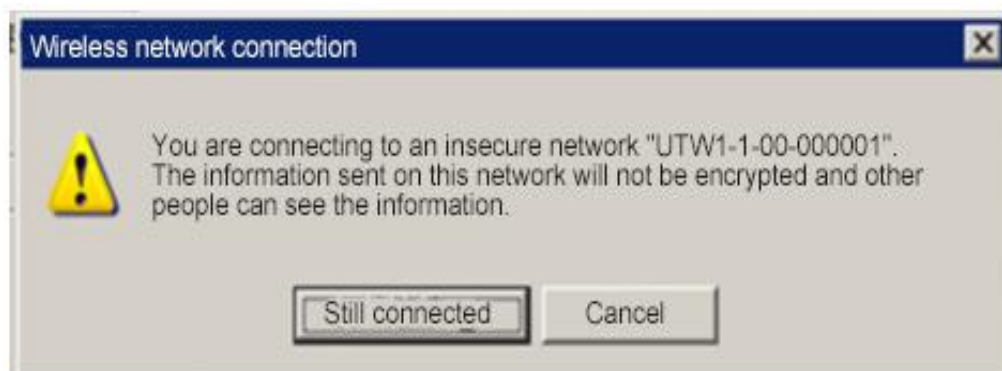 Wireless network connection
You are connecting to an insecure network "UTW1-1-00-000001".
The information sent on this network will not be encrypted and other
people can see the information.
Still connected
Cancel